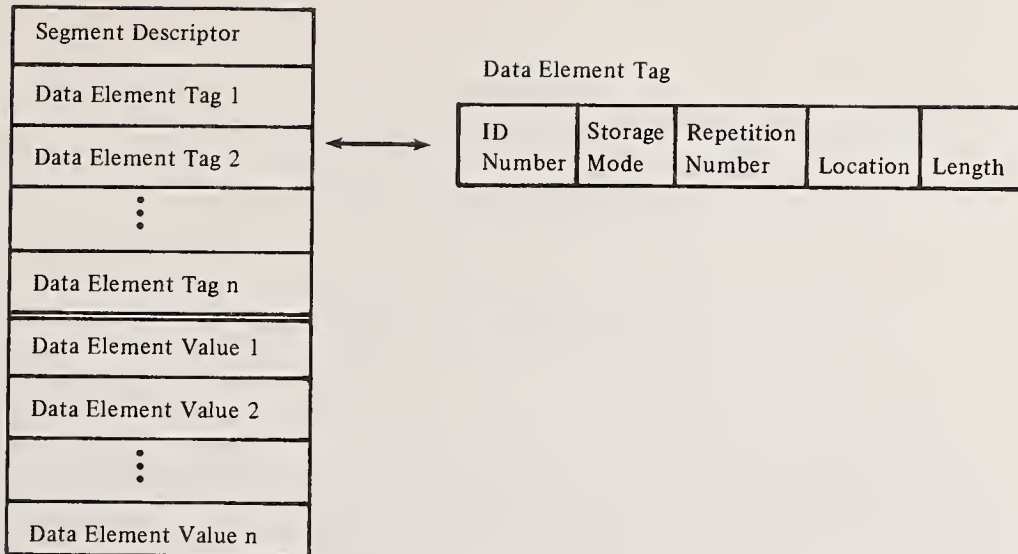 Segment Descriptor
Data Element Tag 1
Data Element Tag 2
Data Element Tag n
Data Element Value 1
Data Element Value 2
Data Element Value n
Data Element Tag
ID Number
Storage Mode
Repetition Number
Location
Length